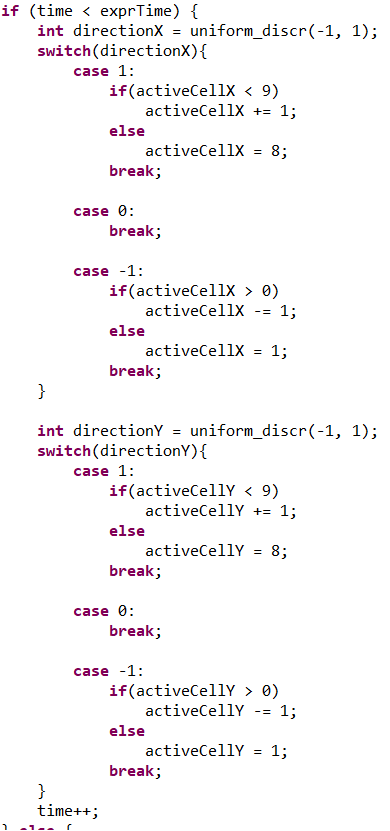 if (time < exprTime) {
    int directionX = uniform_discr(-1, 1);
    switch(directionX){
        case 1:
            if(activeCellX < 9)
                activeCellX += 1;
            else
                activeCellX = 8;
            break;

        case 0:
            break;

        case -1:
            if(activeCellX > 0)
                activeCellX -= 1;
            else
                activeCellX = 1;
            break;
    }

    int directionY = uniform_discr(-1, 1);
    switch(directionY){
        case 1:
            if(activeCellY < 9)
                activeCellY += 1;
            else
                activeCellY = 8;
            break;

        case 0:
            break;

        case -1:
            if(activeCellY > 0)
                activeCellY -= 1;
            else
                activeCellY = 1;
            break;
    }
    time++;
} else {